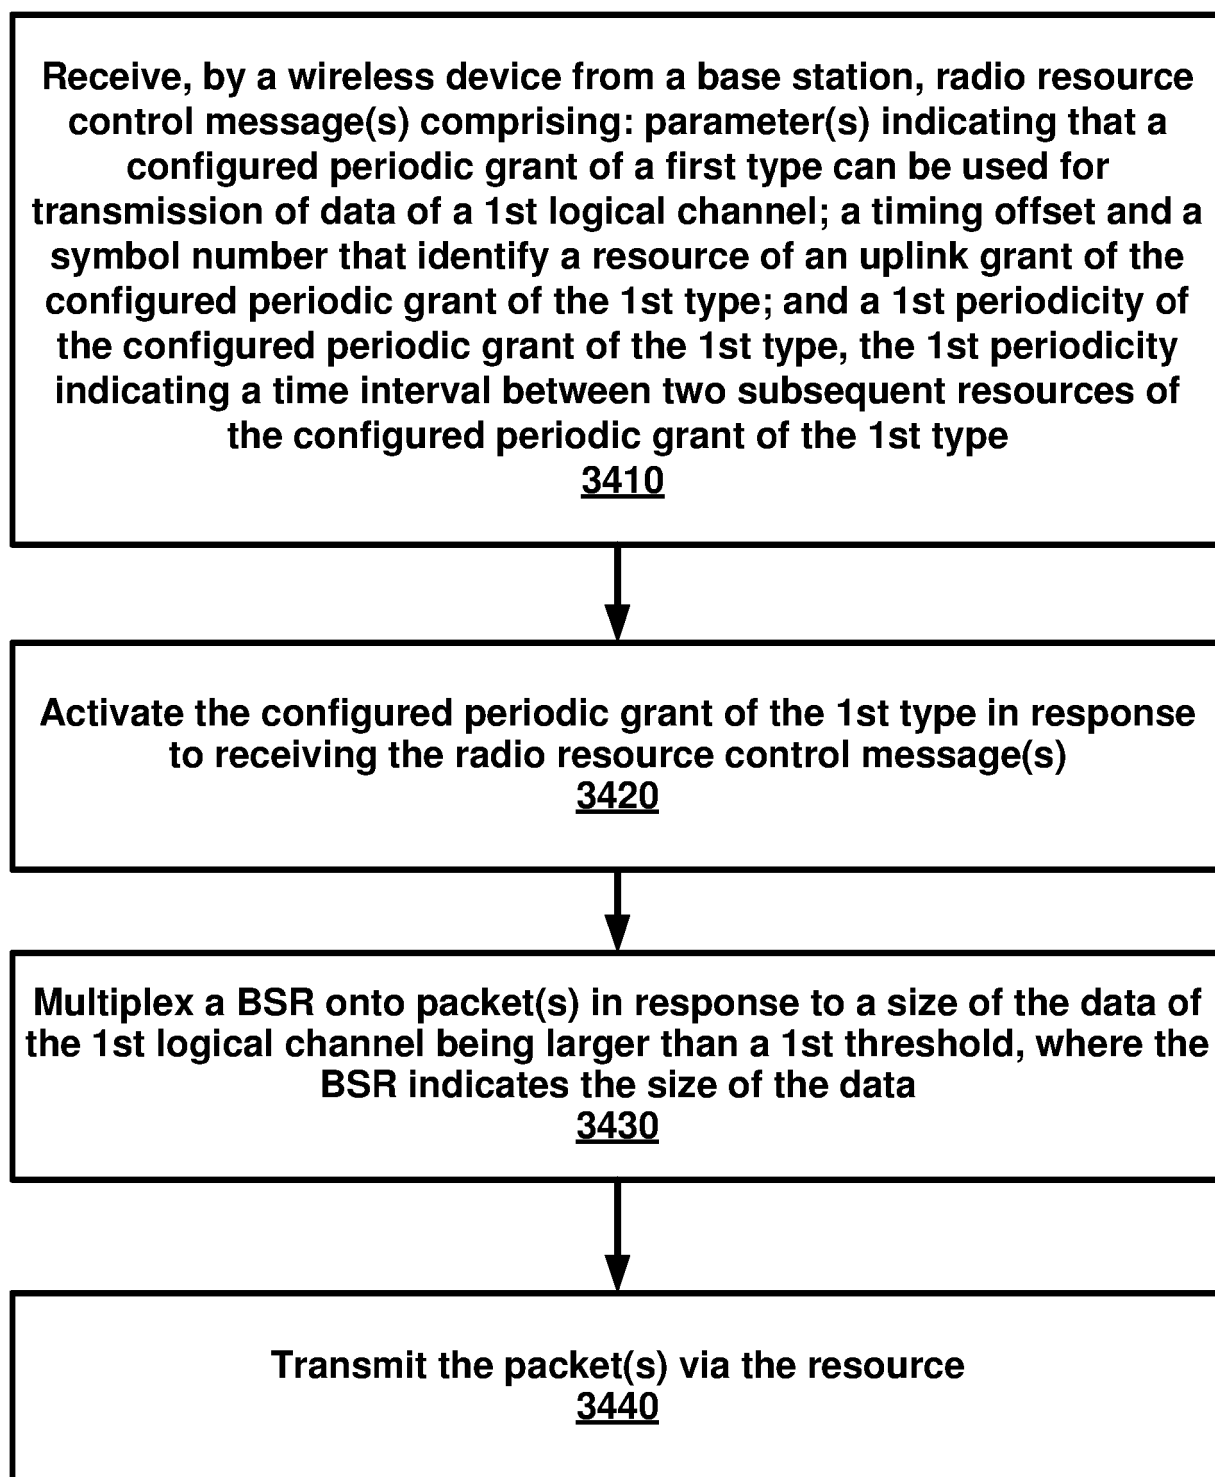 Receive, by a wireless device from a base station, radio resource
control message(s) comprising: parameter(s) indicating that a
configured periodic grant of a first type can be used for
transmission of data of a 1st logical channel; a timing offset and a
symbol number that identify a resource of an uplink grant of the
configured periodic grant of the 1st type; and a 1st periodicity of
the configured periodic grant of the 1st type, the 1st periodicity
indicating a time interval between two subsequent resources of
the configured periodic grant of the 1st type
3410
Activate the configured periodic grant of the 1st type in response
to receiving the radio resource control message(s)
3420
Multiplex a BSR onto packet(s) in response to a size of the data of
the 1st logical channel being larger than a 1st threshold, where the
BSR indicates the size of the data
3430
Transmit the packet(s) via the resource
3440